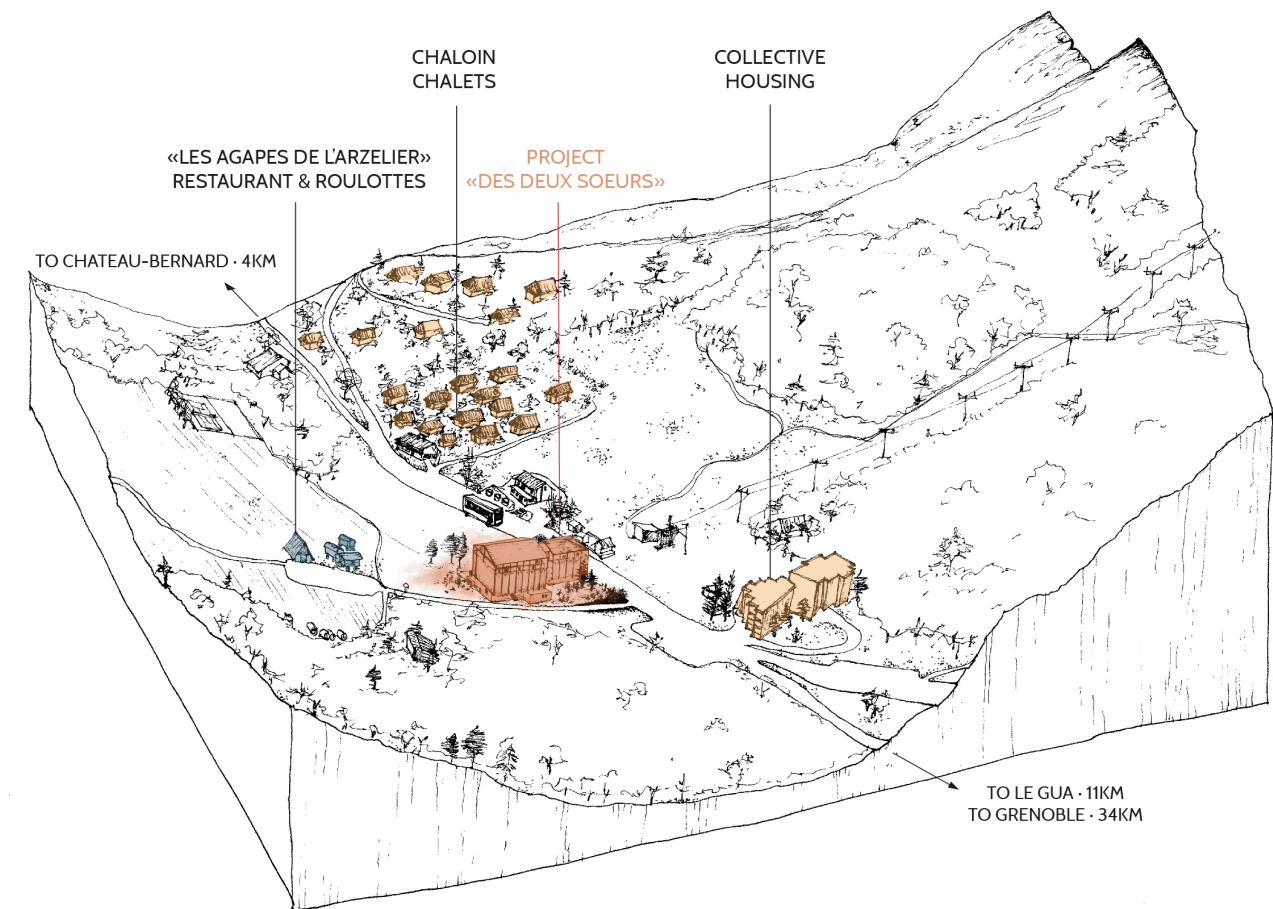 CHALOIN
CHALETS
COLLECTIVE
HOUSING
«LES AGAPES DE L'ARZELIER»
RESTAURANT & ROULOTTES
PROJECT
«DES DEUX SOEURS»
TO CHATEAU-BERNARD · 4KM
TO LE GUA · 11KM
TO GRENOBLE · 34KM